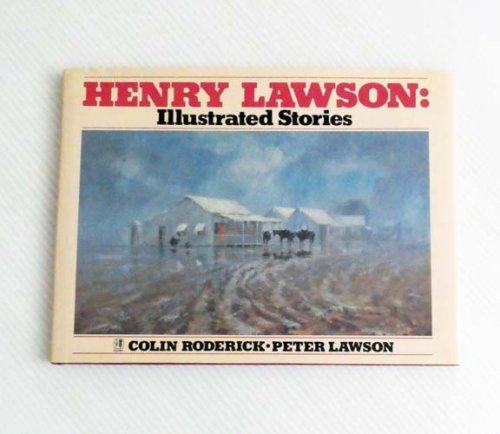 HENRY LAWSON:
Illustrated Stories
COLIN RODERICK·PETER LAWSON